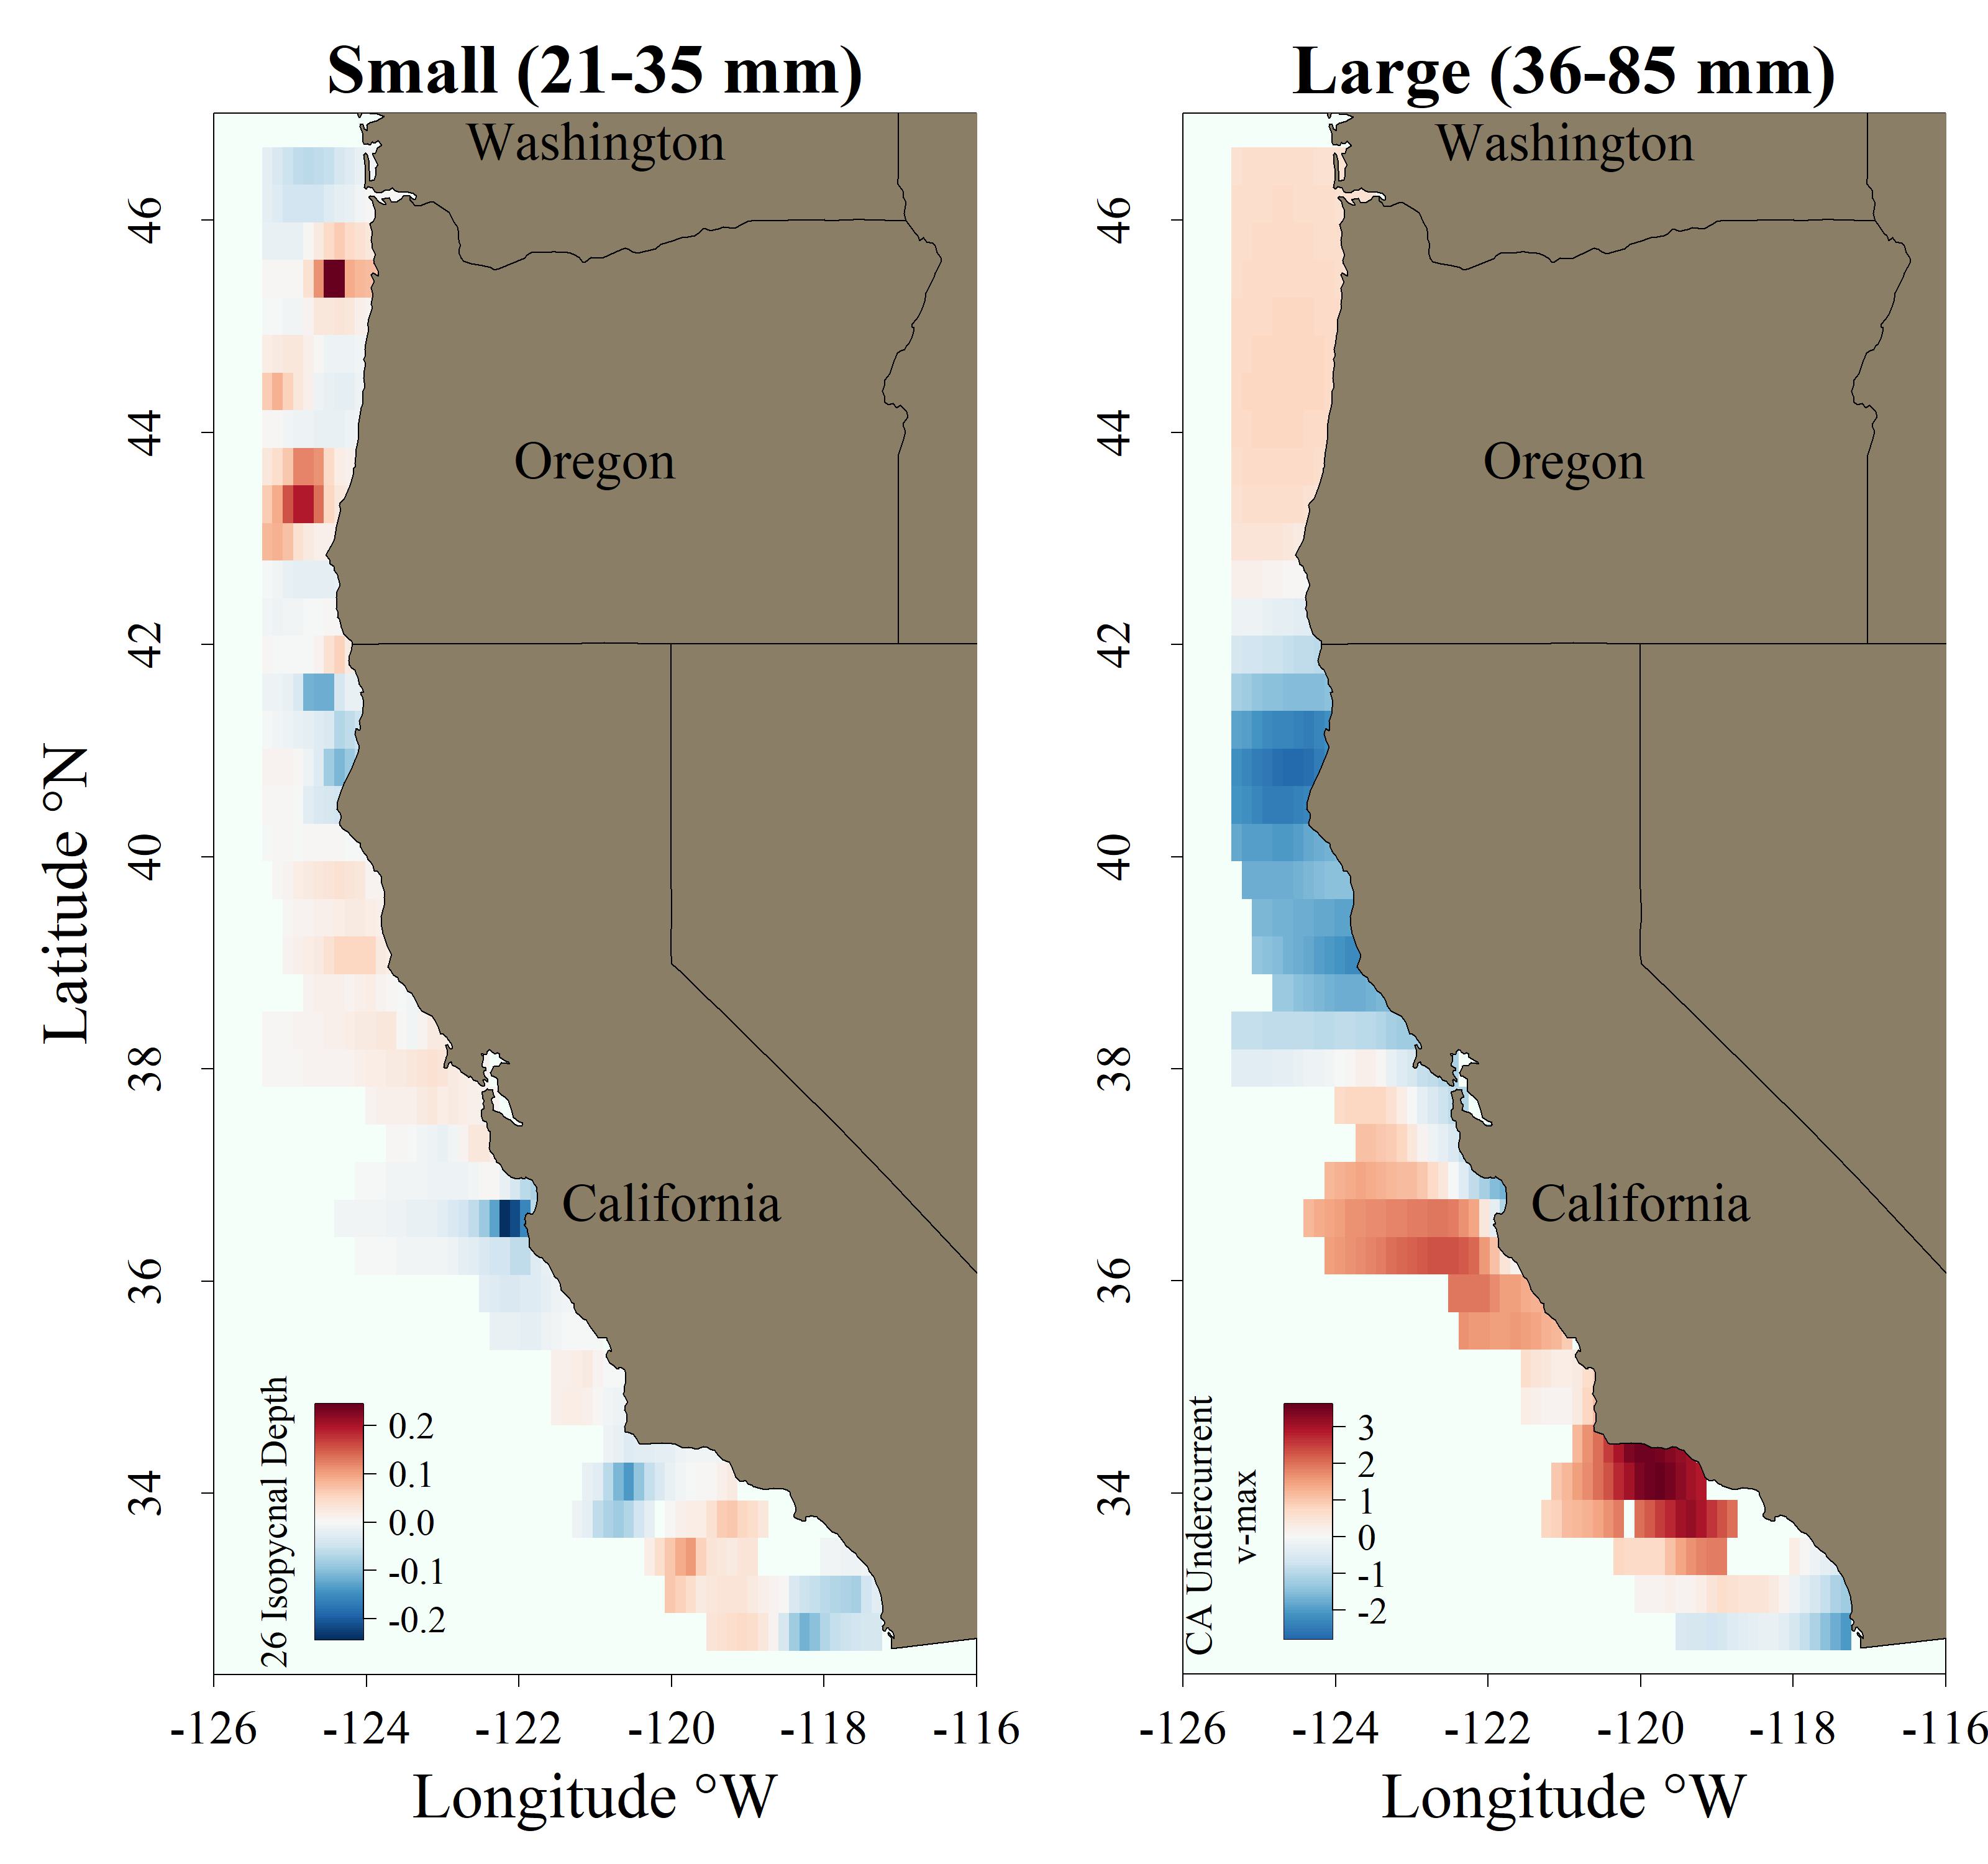 Small (21-35 mm)
Washington
Oregon
California
46
44
42
40
38
36
34
Latitude °N
26 Isopycnal Depth
0.2
0.1
0.0
-0.1
-0.2
-126
-124
-122
-120
-118
-116
Longitude °W
Large (36-85 mm)
Washington
Oregon
California
46
44
42
40
38
36
34
CA Undercurrent
v-max
3
2
1
0
-1
-2
-126
-124
-122
-120
-118
-116
Longitude °W